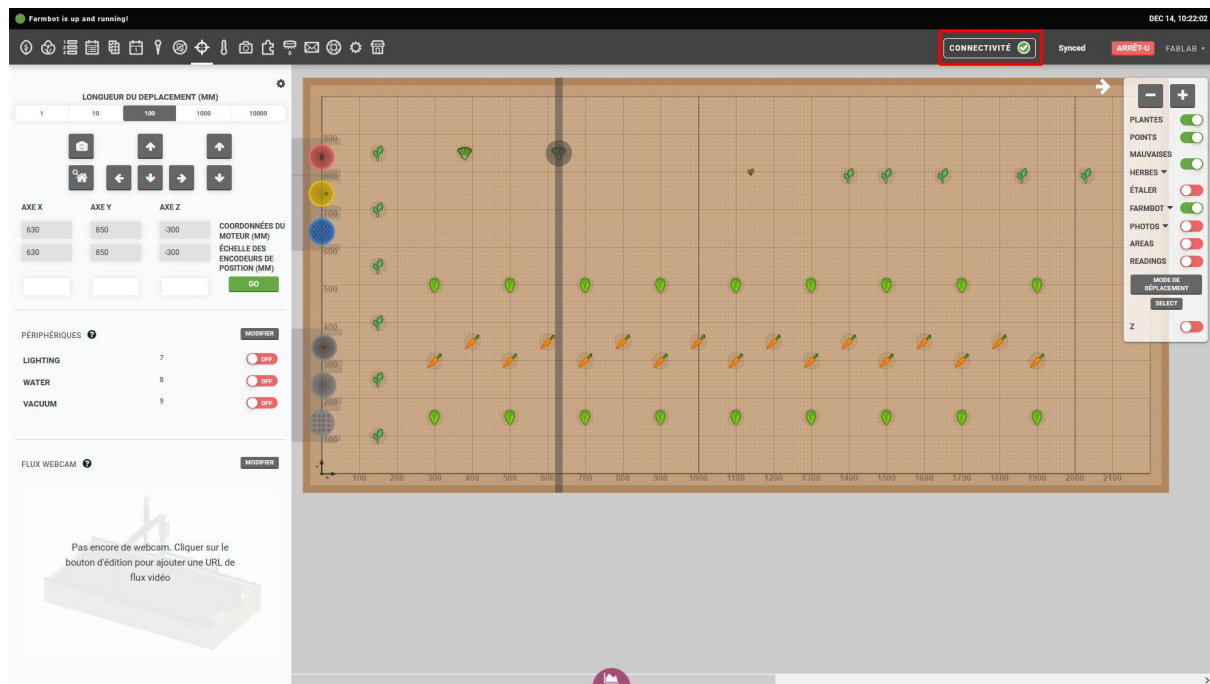 Farmbot is up and running!
DEC 14, 10:22:02
CONNECTIVITÉ
Synced
ARRÊT-U
FABLAB
LONGUEUR DU DEPLACEMENT (MM)
1 10 100 1000 10000
AXE X AXE Y AXE Z
630 850 -300 COORDONNÉES DU
MOTEUR (MM)
630 850 -300 ÉCHELLE DES
ENCODEURS DE
POSITION (MM)
GO
PÉRIPHÉRIQUES
MODIFIER
LIGHTING 7 OFF
WATER 8 OFF
VACUUM 9 OFF
FLUX WEBCAM
MODIFIER
Pas encore de webcam. Cliquer sur le
bouton d'édition pour ajouter une URL de
flux vidéo
900
800
700
600
500
400
300
200
100
100 200 300 400 500 600 700 800 900 1000 1100 1200 1300 1400 1500 1600 1700 1800 1900 2000 2100
PLANTES
POINTS
MAUVAISES
HERBES
ÉTALER
FARMBOT
PHOTOS
AREAS
READINGS
MODE DE
DÉPLACEMENT
SELECT
Z